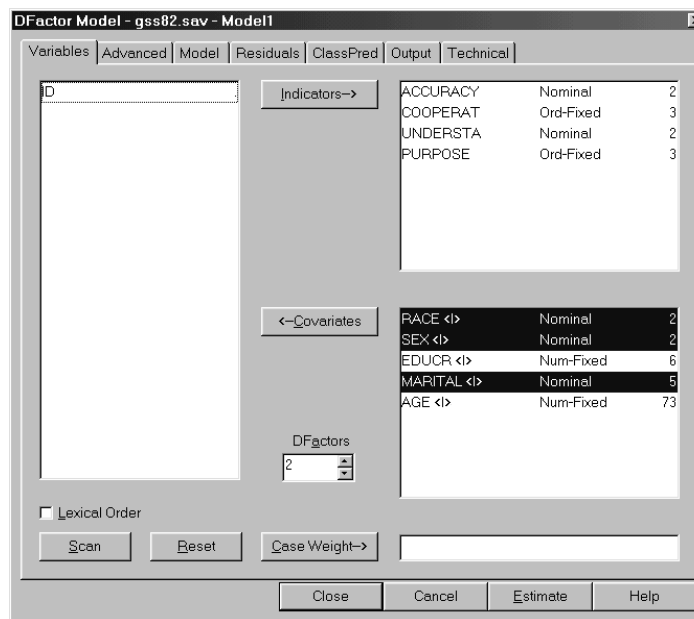 DFactor Model - gss82.sav - Model1
Variables Advanced Model Residuals ClassPred Output Technical
ID
Indicators-->
ACCURACY Nominal 2
COOPERAT Ord-Fixed 3
UNDERSTA Nominal 2
PURPOSE Ord-Fixed 3
<--Covariates
RACE <I> Nominal 2
SEX <I> Nominal 2
EDUCR <I> Num-Fixed 6
MARITAL <I> Nominal 5
AGE <I> Num-Fixed 73
DFactors
2
Lexical Order
Scan Reset Case Weight-->
Close Cancel Estimate Help